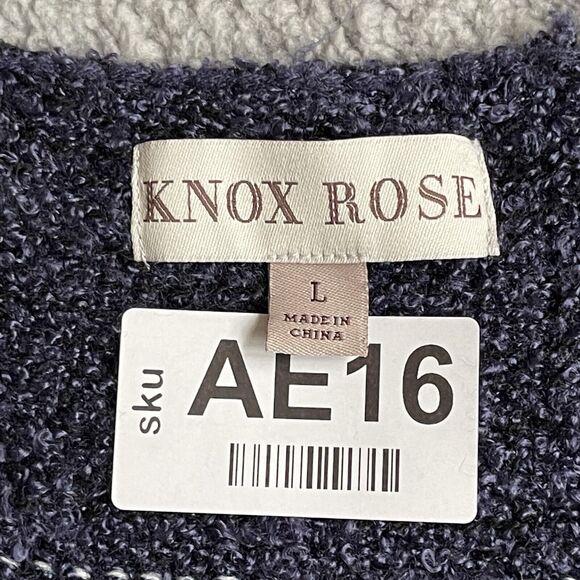 KNOX ROSE
L
MADE IN
CHINA
sku
AE16